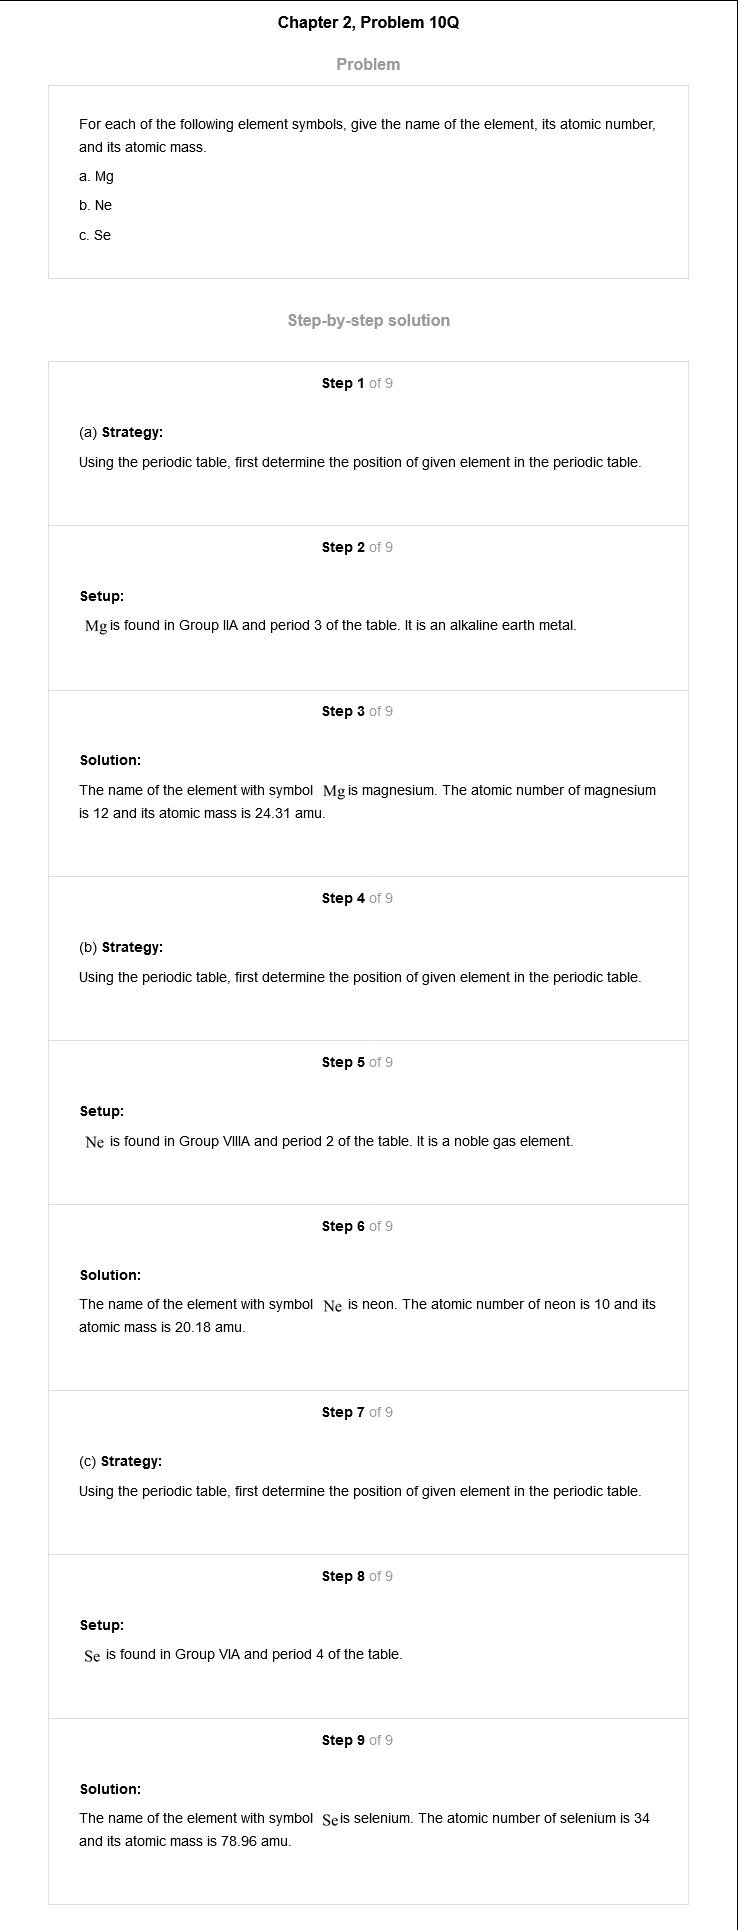 Chapter 2, Problem 10Q
Problem
For each of the following element symbols, give the name of the element, its atomic number,
and its atomic mass.
a. Mg
b. Ne
c. Se
Step-by-step solution
Step 1 of 9
(a) Strategy:
Using the periodic table, first determine the position of given element in the periodic table.
Step 2 of 9
Setup:
Mg is found in Group IIA and period 3 of the table. It is an alkaline earth metal.
Step 3 of 9
Solution:
The name of the element with symbol Mg is magnesium. The atomic number of magnesium
is 12 and its atomic mass is 24.31 amu.
Step 4 of 9
(b) Strategy:
Using the periodic table, first determine the position of given element in the periodic table.
Step 5 of 9
Setup:
Ne is found in Group VIIIA and period 2 of the table. It is a noble gas element.
Step 6 of 9
Solution:
The name of the element with symbol Ne is neon. The atomic number of neon is 10 and its
atomic mass is 20.18 amu.
Step 7 of 9
(c) Strategy:
Using the periodic table, first determine the position of given element in the periodic table.
Step 8 of 9
Setup:
Se is found in Group VIA and period 4 of the table.
Step 9 of 9
Solution:
The name of the element with symbol Se is selenium. The atomic number of selenium is 34
and its atomic mass is 78.96 amu.